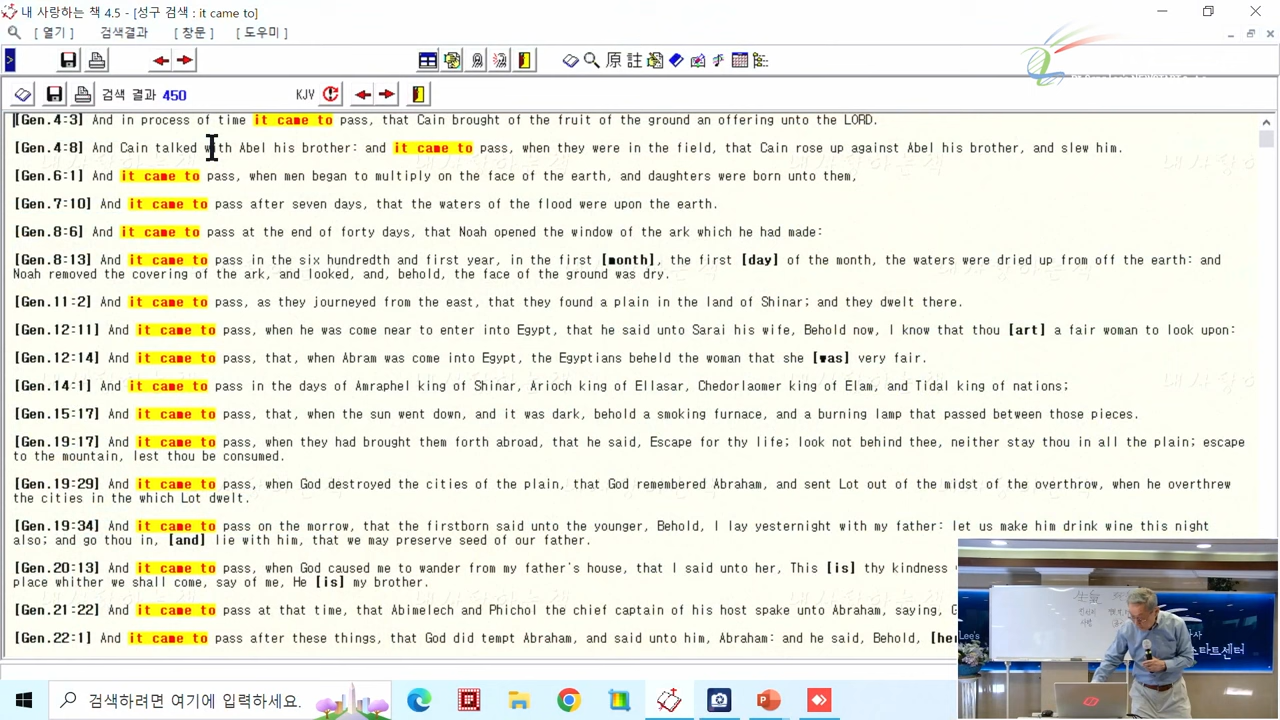 내 사랑하는 책 4.5 - [성구 검색 : it came to]
[ 열기 ] 검색결과 [ 창문 ] [ 도우미 ]
原 註
검색 결과 450 KJV
[Gen.4:3] And in process of time it came to pass, that Cain brought of the fruit of the ground an offering unto the LORD.
[Gen.4:8] And Cain talked with Abel his brother: and it came to pass, when they were in the field, that Cain rose up against Abel his brother, and slew him.
[Gen.6:1] And it came to pass, when men began to multiply on the face of the earth, and daughters were born unto them,
[Gen.7:10] And it came to pass after seven days, that the waters of the flood were upon the earth.
[Gen.8:6] And it came to pass at the end of forty days, that Noah opened the window of the ark which he had made:
[Gen.8:13] And it came to pass in the six hundredth and first year, in the first [month], the first [day] of the month, the waters were dried up from off the earth: and
Noah removed the covering of the ark, and looked, and, behold, the face of the ground was dry.
[Gen.11:2] And it came to pass, as they journeyed from the east, that they found a plain in the land of Shinar; and they dwelt there.
[Gen.12:11] And it came to pass, when he was come near to enter into Egypt, that he said unto Sarai his wife, Behold now, I know that thou [art] a fair woman to look upon:
[Gen.12:14] And it came to pass, that, when Abram was come into Egypt, the Egyptians beheld the woman that she [was] very fair.
[Gen.14:1] And it came to pass in the days of Amraphel king of Shinar, Arioch king of Ellasar, Chedorlaomer king of Elam, and Tidal king of nations;
[Gen.15:17] And it came to pass, that, when the sun went down, and it was dark, behold a smoking furnace, and a burning lamp that passed between those pieces.
[Gen.19:17] And it came to pass, when they had brought them forth abroad, that he said, Escape for thy life; look not behind thee, neither stay thou in all the plain; escape
to the mountain, lest thou be consumed.
[Gen.19:29] And it came to pass, when God destroyed the cities of the plain, that God remembered Abraham, and sent Lot out of the midst of the overthrow, when he overthrew
the cities in the which Lot dwelt.
[Gen.19:34] And it came to pass on the morrow, that the firstborn said unto the younger, Behold, I lay yesternight with my father: let us make him drink wine this night
also; and go thou in, [and] lie with him, that we may preserve seed of our father.
[Gen.20:13] And it came to pass, when God caused me to wander from my father's house, that I said unto her, This [is] thy kindness
place whither we shall come, say of me, He [is] my brother.
[Gen.21:22] And it came to pass at that time, that Abimelech and Phichol the chief captain of his host spake unto Abraham, saying, G
[Gen.22:1] And it came to pass after these things, that God did tempt Abraham, and said unto him, Abraham: and he said, Behold, [her
Lee's
스타트센터
검색하려면 여기에 입력하세요.